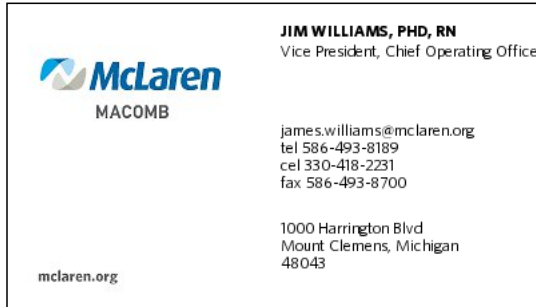 McLaren
MACOMB
mclaren.org
JIM WILLIAMS, PHD, RN
Vice President, Chief Operating Office
james.williams@mclaren.org
tel 586-493-8189
cel 330-418-2231
fax 586-493-8700
1000 Harrington Blvd
Mount Clemens, Michigan
48043